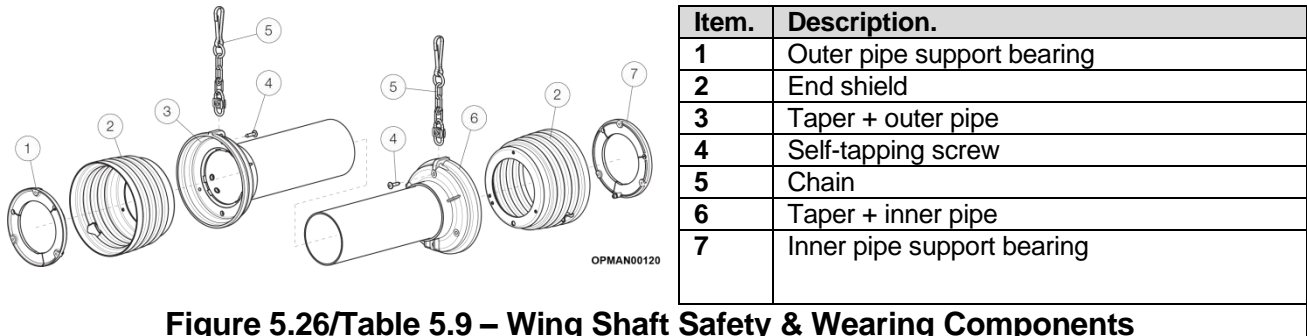 5
4
3
2
1
5
4
6
2
7
OPMAN00120
Item. Description.
1 Outer pipe support bearing
2 End shield
3 Taper + outer pipe
4 Self-tapping screw
5 Chain
6 Taper + inner pipe
7 Inner pipe support bearing
Figure 5.26/Table 5.9 – Wing Shaft Safety & Wearing Components